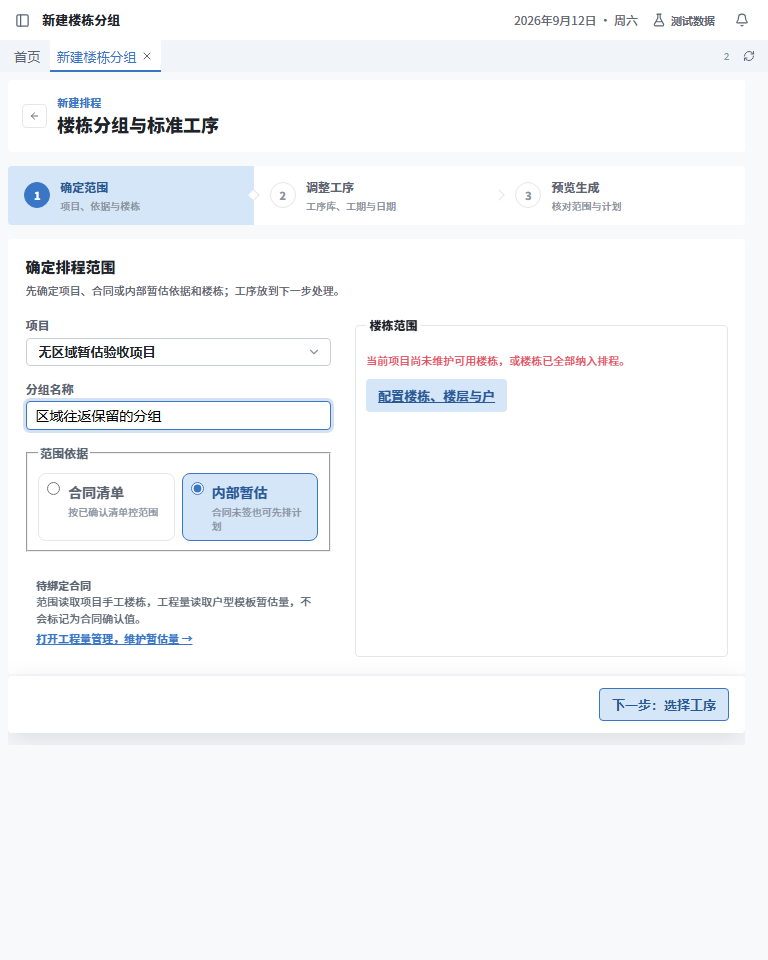 新建楼栋分组
2026年9月12日 · 周六
测试数据
首页
新建楼栋分组
2
新建排程
楼栋分组与标准工序
1
确定范围
项目、依据与楼栋
2
调整工序
工序库、工期与日期
3
预览生成
核对范围与计划
确定排程范围
先确定项目、合同或内部暂估依据和楼栋；工序放到下一步处理。
项目
无区域暂估验收项目
分组名称
区域往返保留的分组
范围依据
合同清单
按已确认清单控范围
内部暂估
合同未签也可先排计
划
待绑定合同
范围读取项目手工楼栋，工程量读取户型模板暂估量，不
会标记为合同确认值。
打开工程量管理，维护暂估量 →
楼栋范围
当前项目尚未维护可用楼栋，或楼栋已全部纳入排程。
配置楼栋、楼层与户
下一步：选择工序